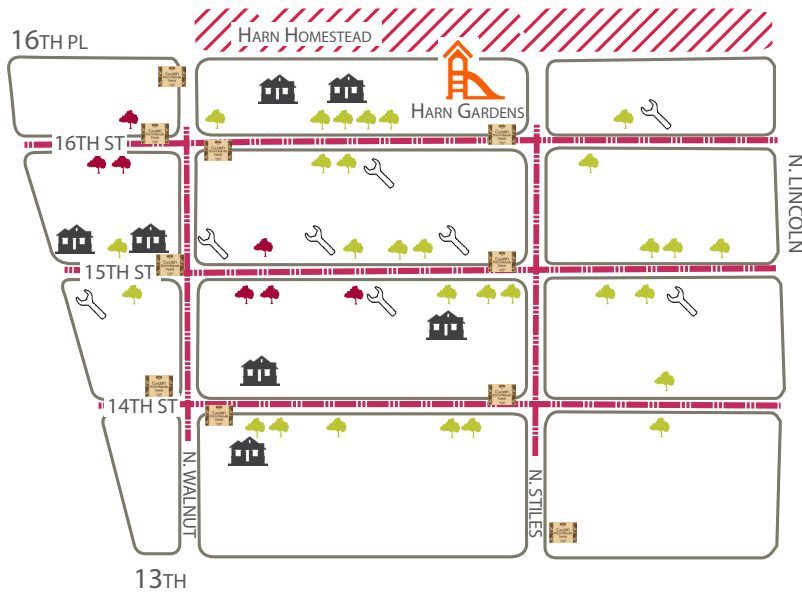 16TH PL
HARN HOMESTEAD
HARN GARDENS
16TH ST
N. LINCOLN
15TH ST
14TH ST
N. WALNUT
N. STILES
13TH